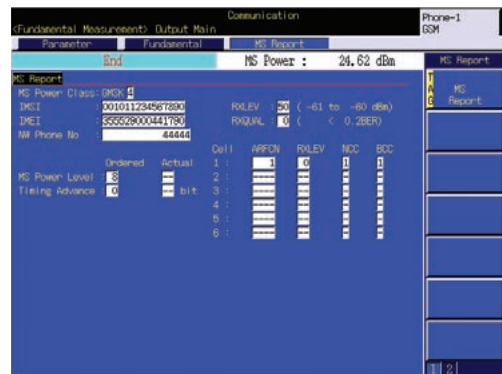 Communication
Phone-1
<Fundamental Measurement> Output Main
GSM
Parameter Fundamental MS Report
End MS Power : 24.62 dBm MS Report
MS Report
MS Power Class: GMSK 4
T
A
G
MS
Report
IMSI : 001011234567890 RXLEV : 50 ( -61 to -60 dBm)
IMEI : 355529000441790 RXQUAL : 0 ( < 0.2BER)
NW Phone No : 44444
Cell ARFCN RXLEV NCC BCC
Ordered Actual 1 : 1 0 1 1
MS Power Level : 8 -- 2 : ---- -- - -
Timing Advance : 0 -- bit 3 : ---- -- - -
4 : ---- -- - -
5 : ---- -- - -
6 : ---- -- - -
1 2